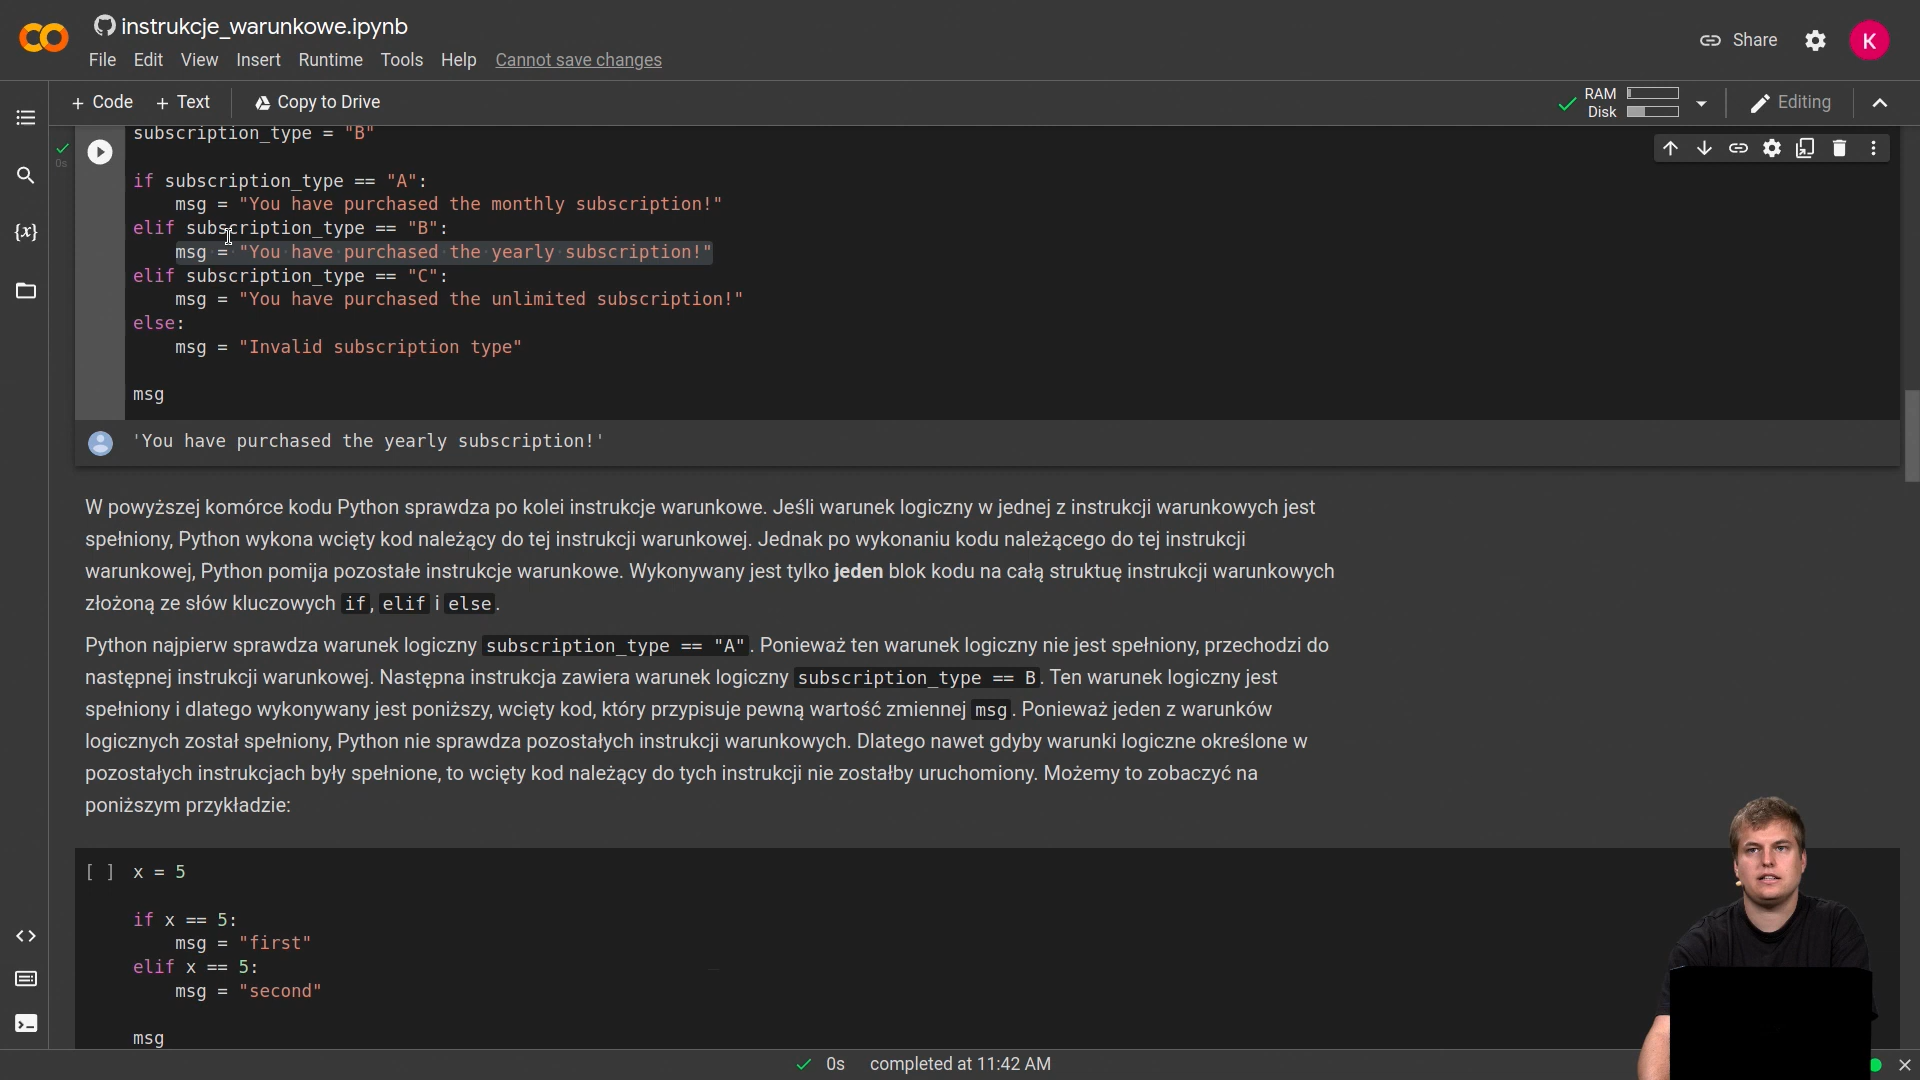 instrukcje_warunkowe.ipynb
File Edit View Insert Runtime Tools Help Cannot save changes
Share
K
+ Code + Text Copy to Drive
RAM
Disk
Editing
subscription_type = "B"
0s
if subscription_type == "A":
msg = "You have purchased the monthly subscription!"
elif subscription_type == "B":
msg = "You have purchased the yearly subscription!"
elif subscription_type == "C":
msg = "You have purchased the unlimited subscription!"
else:
msg = "Invalid subscription type"
msg
'You have purchased the yearly subscription!'
W powyższej komórce kodu Python sprawdza po kolei instrukcje warunkowe. Jeśli warunek logiczny w jednej z instrukcji warunkowych jest
spełniony, Python wykona wcięty kod należący do tej instrukcji warunkowej. Jednak po wykonaniu kodu należącego do tej instrukcji
warunkowej, Python pomija pozostałe instrukcje warunkowe. Wykonywany jest tylko jeden blok kodu na całą struktuę instrukcji warunkowych
złożoną ze słów kluczowych if, elif i else.
Python najpierw sprawdza warunek logiczny subscription_type == "A". Ponieważ ten warunek logiczny nie jest spełniony, przechodzi do
następnej instrukcji warunkowej. Następna instrukcja zawiera warunek logiczny subscription_type == B. Ten warunek logiczny jest
spełniony i dlatego wykonywany jest poniższy, wcięty kod, który przypisuje pewną wartość zmiennej msg. Ponieważ jeden z warunków
logicznych został spełniony, Python nie sprawdza pozostałych instrukcji warunkowych. Dlatego nawet gdyby warunki logiczne określone w
pozostałych instrukcjach były spełnione, to wcięty kod należący do tych instrukcji nie zostałby uruchomiony. Możemy to zobaczyć na
poniższym przykładzie:
[ ] x = 5
if x == 5:
msg = "first"
elif x == 5:
msg = "second"
msg
0s completed at 11:42 AM